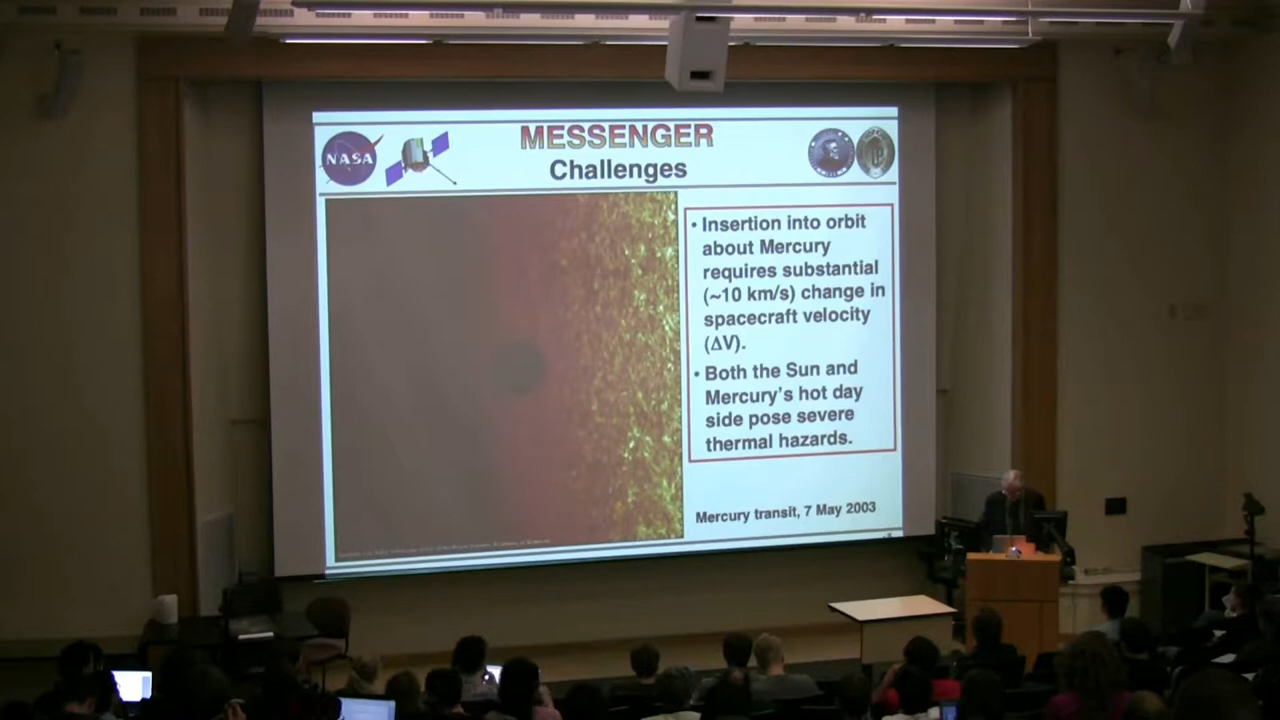 NASA
MESSENGER
Challenges
• Insertion into orbit
about Mercury
requires substantial
(~10 km/s) change in
spacecraft velocity
(ΔV).
• Both the Sun and
Mercury's hot day
side pose severe
thermal hazards.
Mercury transit, 7 May 2003